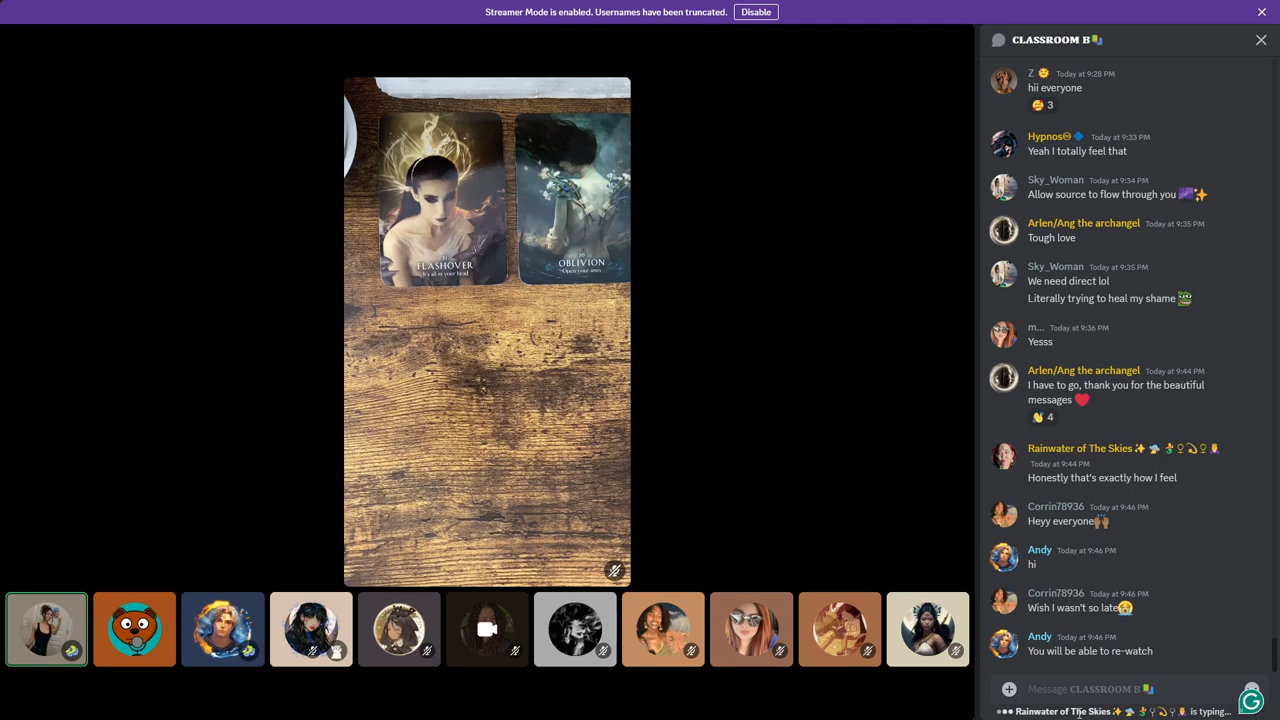 Streamer Mode is enabled. Usernames have been truncated. Disable
11
FLASHOVER
"It's all in your head
20
OBLIVION
"Open your arms
CLASSROOM B
Z Today at 9:28 PM
hii everyone
3
Hypnos Today at 9:33 PM
Yeah I totally feel that
Sky_Woman Today at 9:34 PM
Allow source to flow through you
Arlen/Ang the archangel Today at 9:35 PM
Tough love
Sky_Woman Today at 9:35 PM
We need direct lol
Literally trying to heal my shame
m... Today at 9:36 PM
Yesss
Arlen/Ang the archangel Today at 9:44 PM
I have to go, thank you for the beautiful
messages ❤️
👋 4
Rainwater of The Skies
Today at 9:44 PM
Honestly that's exactly how I feel
Corrin78936 Today at 9:46 PM
Heyy everyone
Andy Today at 9:46 PM
hi
Corrin78936 Today at 9:46 PM
Wish I wasn't so late😭
Andy Today at 9:46 PM
You will be able to re-watch
Message CLASSROOM B
Rainwater of The Skies is typing...